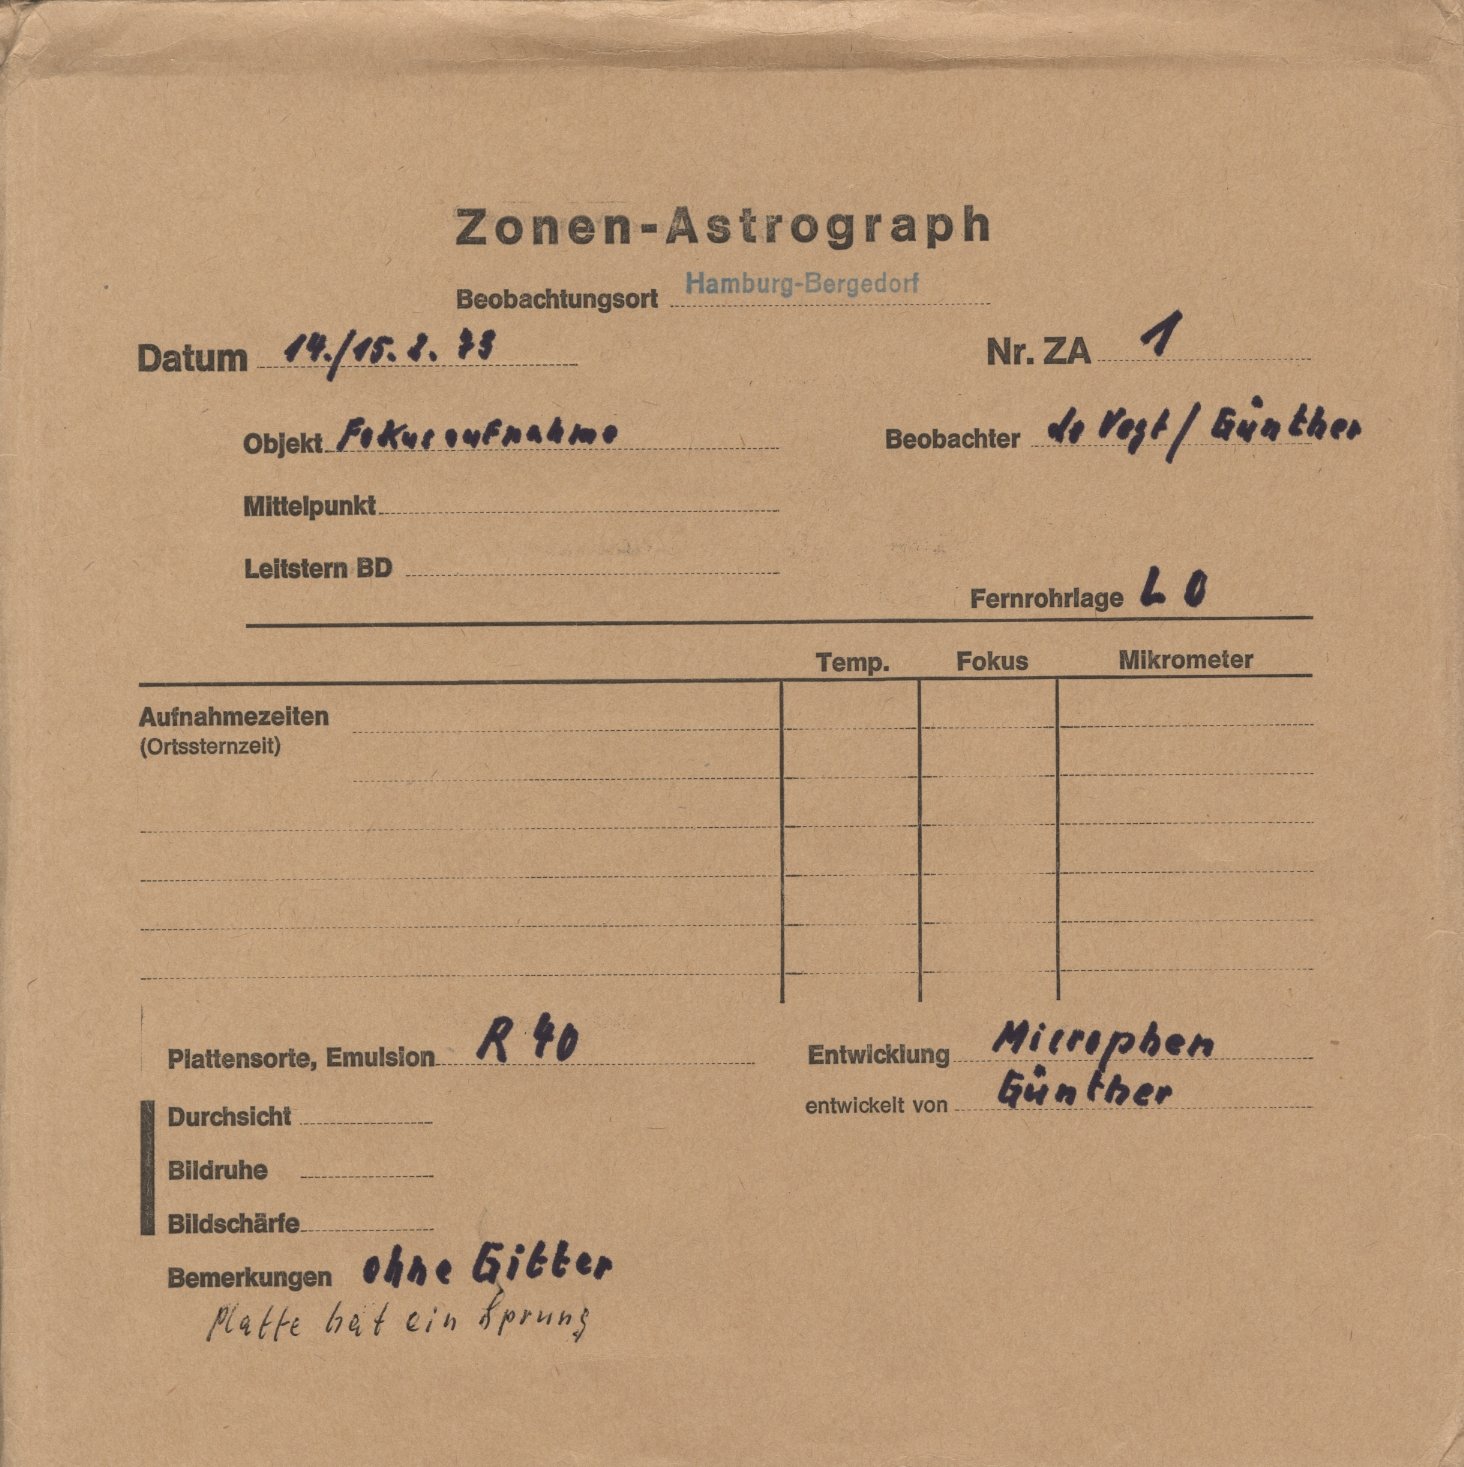 Zonen-Astrograph
Beobachtungsort Hamburg-Bergedorf
Datum 14./15. 2. 73 Nr. ZA 1
Objekt Fokusaufnahme Beobachter de Vegt / Günther
Mittelpunkt
Leitstern BD
Fernrohrlage L O
Temp. Fokus Mikrometer
Aufnahmezeiten
(Ortssternzeit)
Plattensorte, Emulsion R 40 Entwicklung Microphen
entwickelt von Günther
Durchsicht
Bildruhe
Bildschärfe
Bemerkungen ohne Gitter
Platte hat ein Sprung